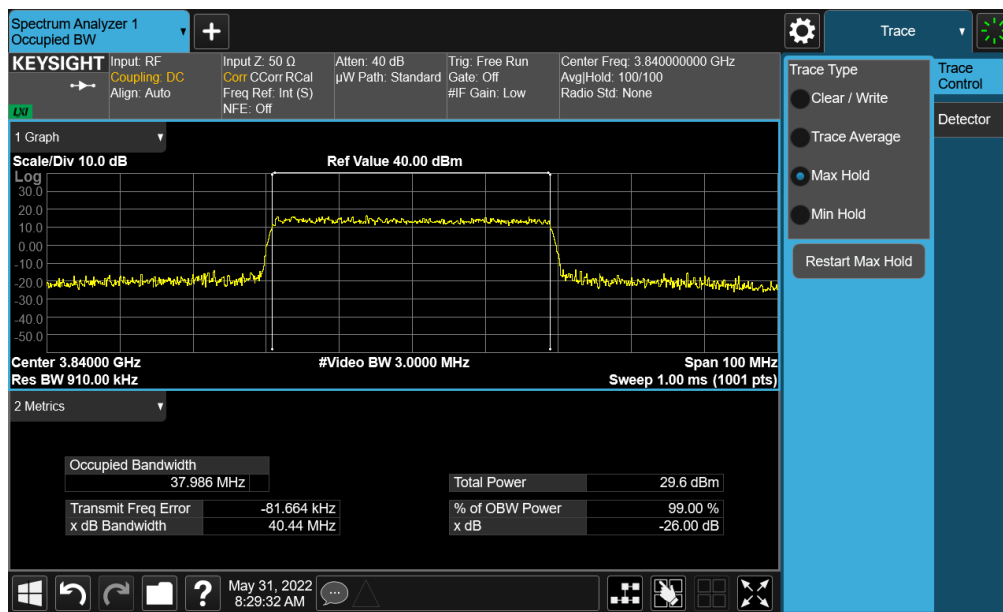 Spectrum Analyzer 1
Occupied BW
Trace
KEYSIGHT
LXI
Input: RF
Coupling: DC
Align: Auto
Input Z: 50 Ω
Corr CCorr RCal
Freq Ref: Int (S)
NFE: Off
Atten: 40 dB
µW Path: Standard
Trig: Free Run
Gate: Off
#IF Gain: Low
Center Freq: 3.840000000 GHz
Avg|Hold: 100/100
Radio Std: None
Trace Type
Clear / Write
Trace Average
Max Hold
Min Hold
Restart Max Hold
Trace
Control
Detector
1 Graph
Scale/Div 10.0 dB
Ref Value 40.00 dBm
Log
30.0
20.0
10.0
0.00
-10.0
-20.0
-30.0
-40.0
-50.0
Center 3.84000 GHz
#Video BW 3.0000 MHz
Span 100 MHz
Res BW 910.00 kHz
Sweep 1.00 ms (1001 pts)
2 Metrics
Occupied Bandwidth
37.986 MHz
Total Power 29.6 dBm
Transmit Freq Error -81.664 kHz
% of OBW Power 99.00 %
x dB Bandwidth 40.44 MHz
x dB -26.00 dB
?
May 31, 2022
8:29:32 AM